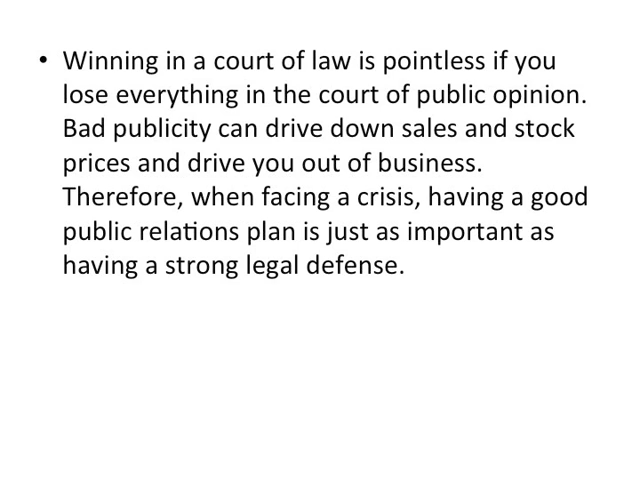 • Winning in a court of law is pointless if you
lose everything in the court of public opinion.
Bad publicity can drive down sales and stock
prices and drive you out of business.
Therefore, when facing a crisis, having a good
public relations plan is just as important as
having a strong legal defense.